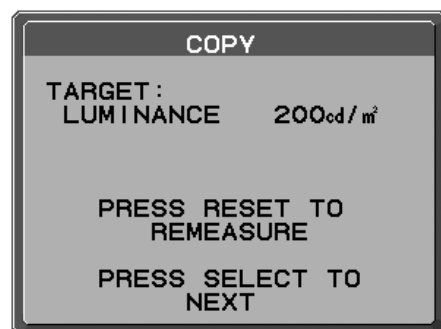 COPY
TARGET:
LUMINANCE 200cd/㎡
PRESS RESET TO
REMEASURE
PRESS SELECT TO
NEXT